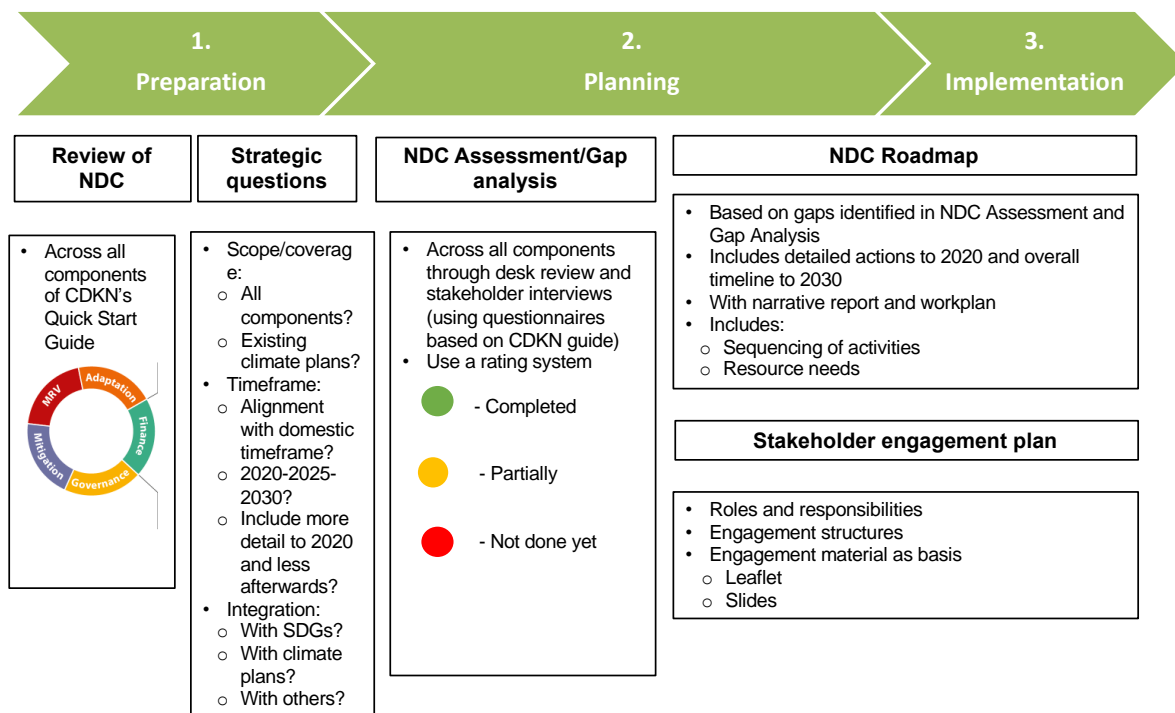 1.
Preparation
2.
Planning
3.
Implementation
Review of
NDC
• Across all
components
of CDKN's
Quick Start
Guide
MRV
Adaptation
Finance
Governance
Mitigation
Strategic
questions
• Scope/coverag
e:
o All
components?
o Existing
climate plans?
• Timeframe:
o Alignment
with domestic
timeframe?
o 2020-2025-
2030?
o Include more
detail to 2020
and less
afterwards?
• Integration:
o With SDGs?
o With climate
plans?
o With others?
NDC Assessment/Gap
analysis
• Across all components
through desk review and
stakeholder interviews
(using questionnaires
based on CDKN guide)
• Use a rating system
- Completed
- Partially
- Not done yet
NDC Roadmap
• Based on gaps identified in NDC Assessment and
Gap Analysis
• Includes detailed actions to 2020 and overall
timeline to 2030
• With narrative report and workplan
• Includes:
o Sequencing of activities
o Resource needs
Stakeholder engagement plan
• Roles and responsibilities
• Engagement structures
• Engagement material as basis
o Leaflet
o Slides